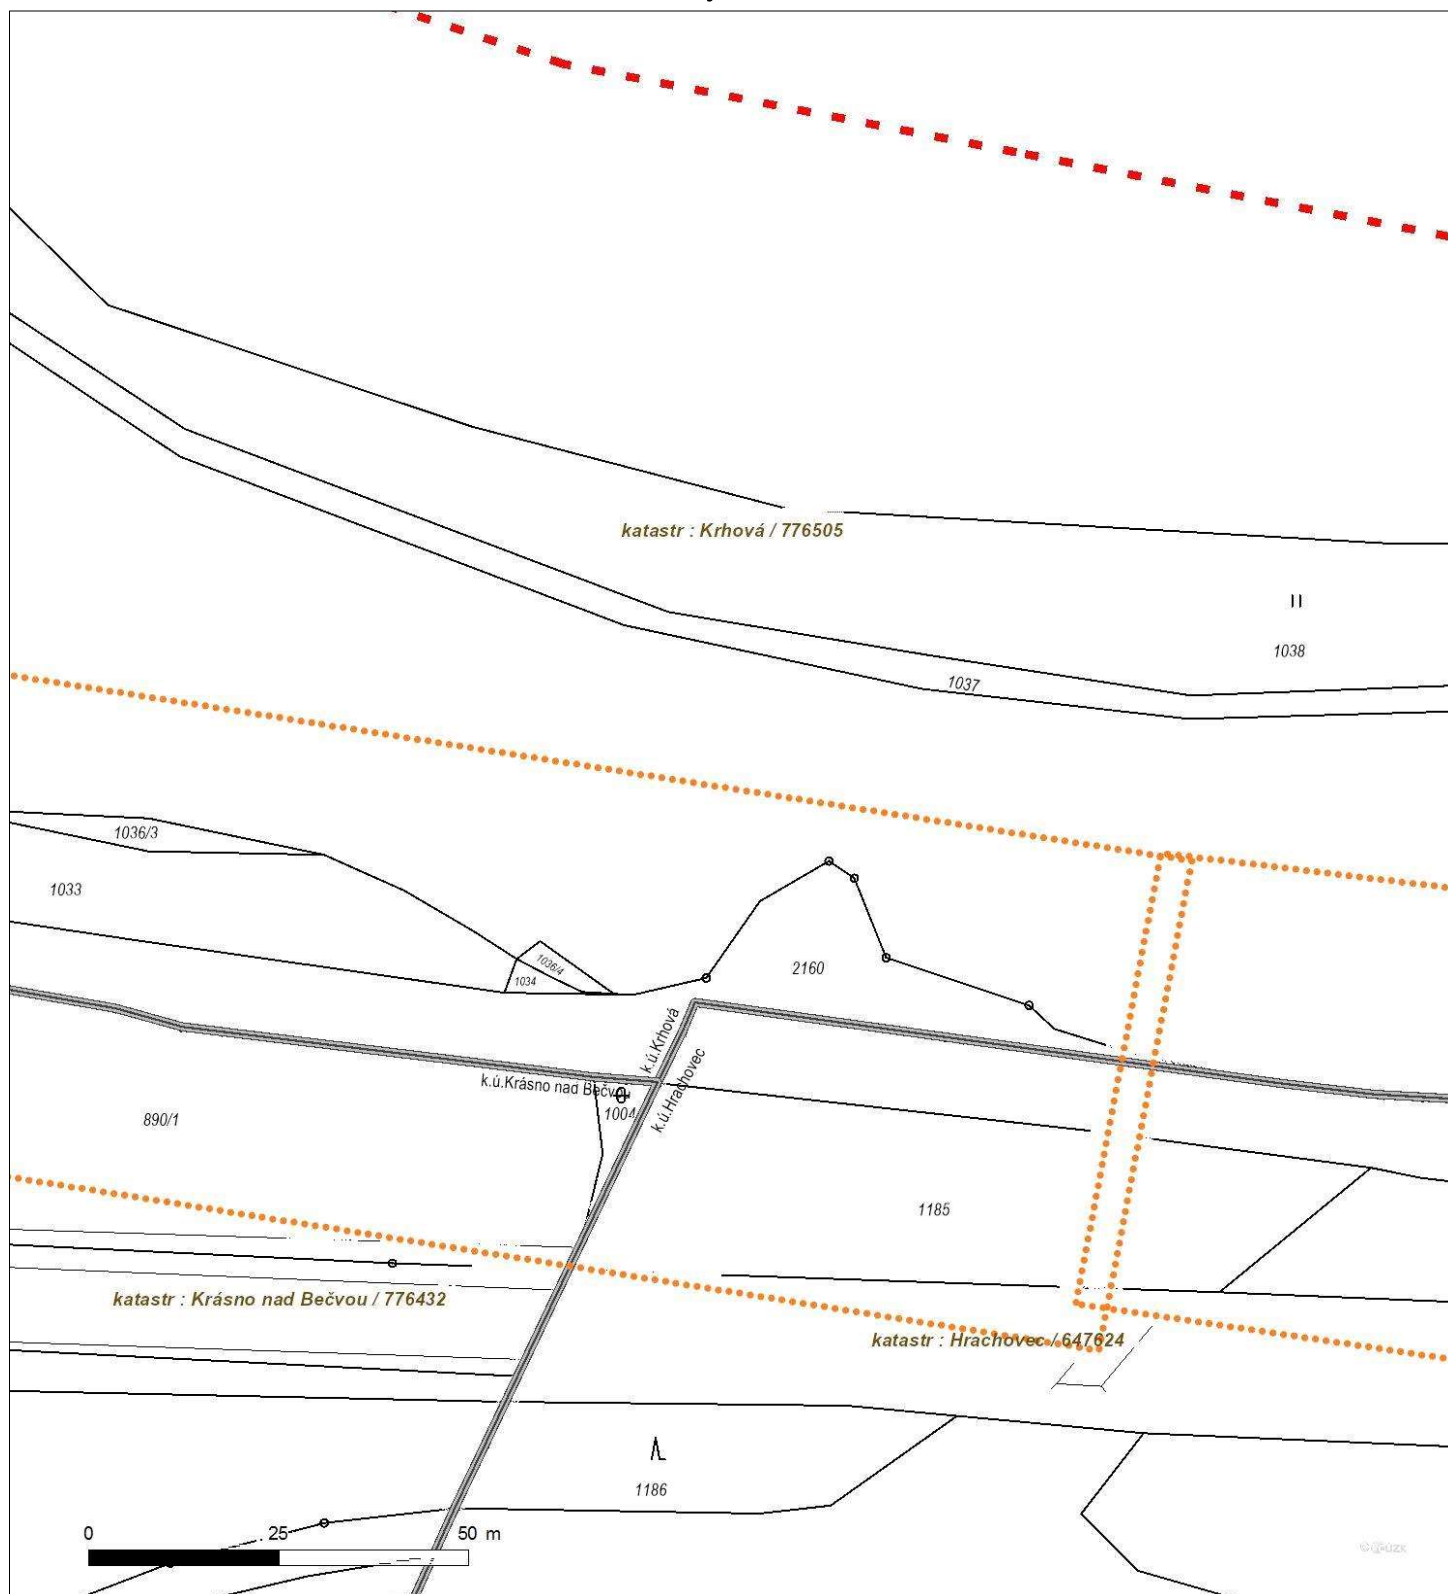 katastr : Krhová / 776505
1038
1037
1036/3
1033
1036/4
1034
2160
k.ú.Krhová
k.ú.Krásno nad Bečvou
k.ú.Hrachovec
1004
890/1
1185
katastr : Krásno nad Bečvou / 776432
katastr : Hrachovec / 647624
1186
0 25 50 m